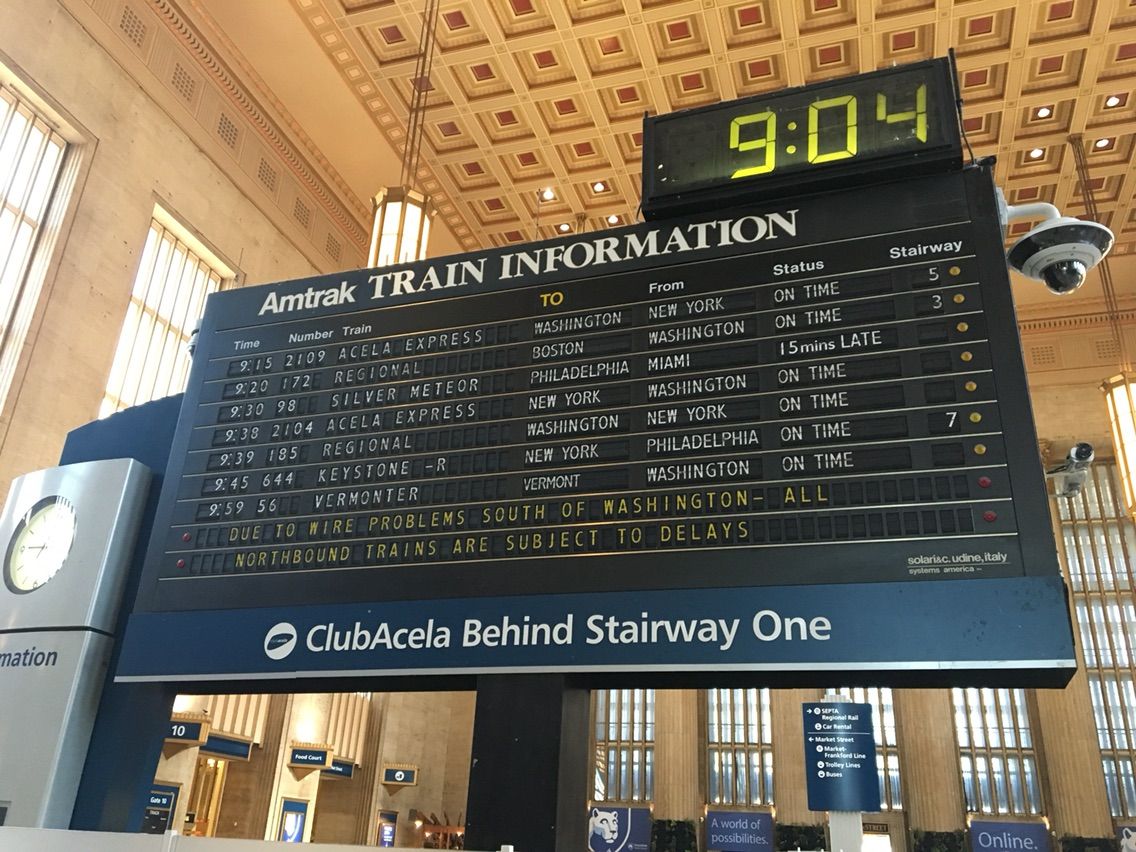 9:04
Amtrak TRAIN INFORMATION
Time Number Train TO From Status Stairway
9:15 2109 ACELA EXPRESS WASHINGTON NEW YORK ON TIME 5
9:20 172 REGIONAL BOSTON WASHINGTON ON TIME 3
9:30 98 SILVER METEOR PHILADELPHIA MIAMI 15mins LATE
9:38 2104 ACELA EXPRESS NEW YORK WASHINGTON ON TIME
9:39 185 REGIONAL WASHINGTON NEW YORK ON TIME
9:45 644 KEYSTONE -R NEW YORK PHILADELPHIA ON TIME 7
9:59 56 VERMONTER VERMONT WASHINGTON ON TIME
DUE TO WIRE PROBLEMS SOUTH OF WASHINGTON- ALL
NORTHBOUND TRAINS ARE SUBJECT TO DELAYS
solari&c. udine, italy
systems america -
ClubAcela Behind Stairway One
mation
10
Food Court
Gate 10
SEPTA
Regional Rail
Car Rental
Market Street
Market-
Frankford Line
Trolley Lines
Buses
A world of
possibilities.
Online.